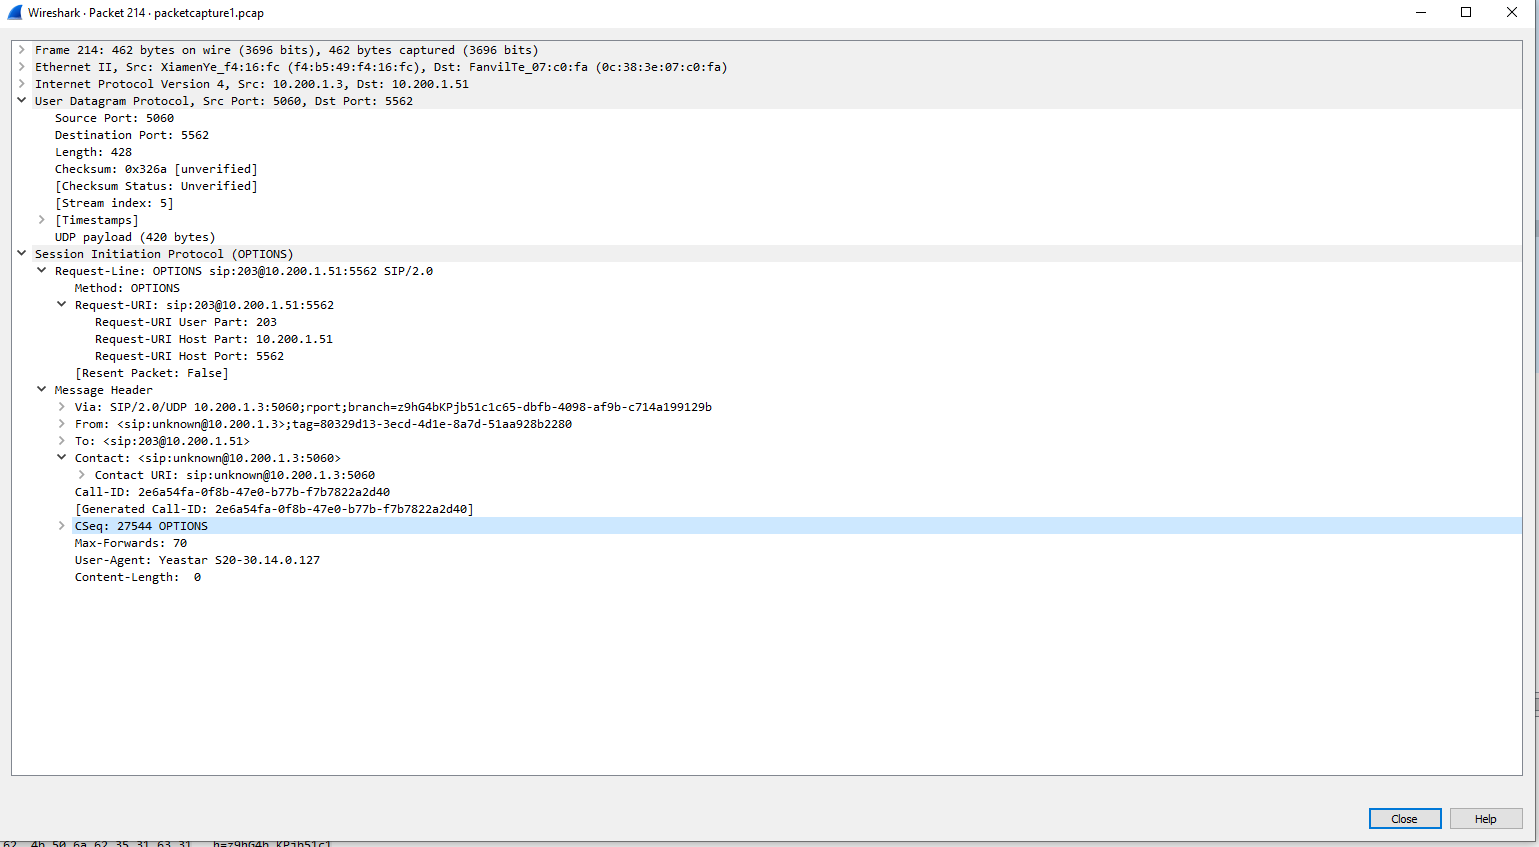 Wireshark · Packet 214 · packetcapture1.pcap
Frame 214: 462 bytes on wire (3696 bits), 462 bytes captured (3696 bits)
Ethernet II, Src: XiamenYe_f4:16:fc (f4:b5:49:f4:16:fc), Dst: FanvilTe_07:c0:fa (0c:38:3e:07:c0:fa)
Internet Protocol Version 4, Src: 10.200.1.3, Dst: 10.200.1.51
User Datagram Protocol, Src Port: 5060, Dst Port: 5562
Source Port: 5060
Destination Port: 5562
Length: 428
Checksum: 0x326a [unverified]
[Checksum Status: Unverified]
[Stream index: 5]
[Timestamps]
UDP payload (420 bytes)
Session Initiation Protocol (OPTIONS)
Request-Line: OPTIONS sip:203@10.200.1.51:5562 SIP/2.0
Method: OPTIONS
Request-URI: sip:203@10.200.1.51:5562
Request-URI User Part: 203
Request-URI Host Part: 10.200.1.51
Request-URI Host Port: 5562
[Resent Packet: False]
Message Header
Via: SIP/2.0/UDP 10.200.1.3:5060;rport;branch=z9hG4bKPjb51c1c65-dbfb-4098-af9b-c714a199129b
From: <sip:unknown@10.200.1.3>;tag=80329d13-3ecd-4d1e-8a7d-51aa928b2280
To: <sip:203@10.200.1.51>
Contact: <sip:unknown@10.200.1.3:5060>
Contact URI: sip:unknown@10.200.1.3:5060
Call-ID: 2e6a54fa-0f8b-47e0-b77b-f7b7822a2d40
[Generated Call-ID: 2e6a54fa-0f8b-47e0-b77b-f7b7822a2d40]
CSeq: 27544 OPTIONS
Max-Forwards: 70
User-Agent: Yeastar S20-30.14.0.127
Content-Length:  0
Close
Help
62 4b 50 6a 62 35 31 63 31 h=z9hG4b KPjb51c1